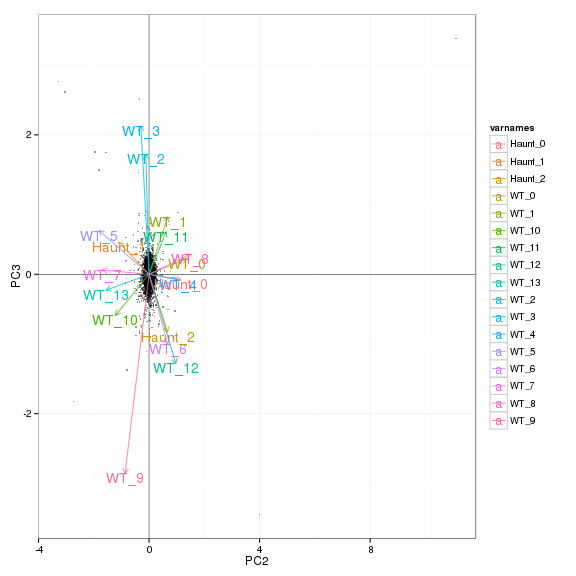 WT_3
WT_2
WT_1
WT_5
WT_11
Haunt_1
WT_8
WT_0
WT_7
WT_4
Haunt_0
WT_13
WT_10
Haunt_2
WT_6
WT_12
WT_9
2
0
-2
-4
0
4
8
PC3
PC2
varnames
a Haunt_0
a Haunt_1
a Haunt_2
a WT_0
a WT_1
a WT_10
a WT_11
a WT_12
a WT_13
a WT_2
a WT_3
a WT_4
a WT_5
a WT_6
a WT_7
a WT_8
a WT_9